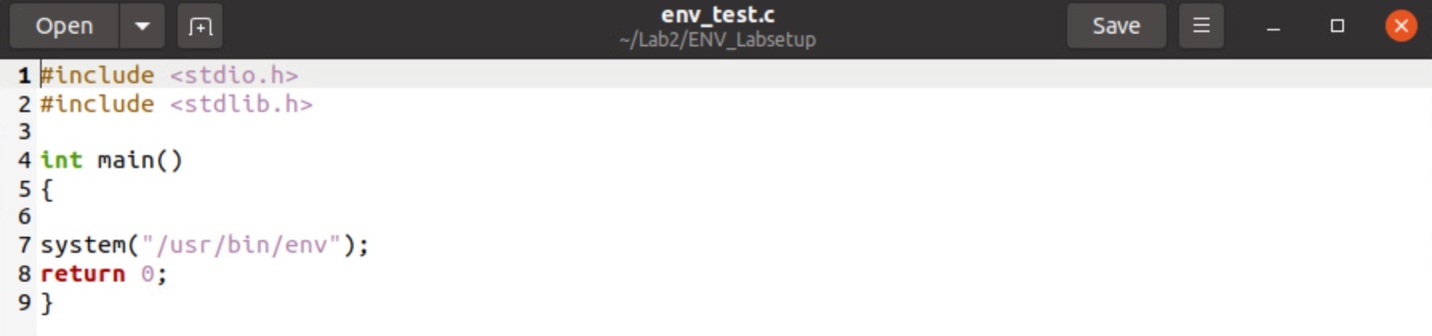 Open
env_test.c
~/Lab2/ENV_Labsetup
Save
1 #include <stdio.h>
2 #include <stdlib.h>
3
4 int main()
5 {
6
7 system("/usr/bin/env");
8 return 0;
9 }